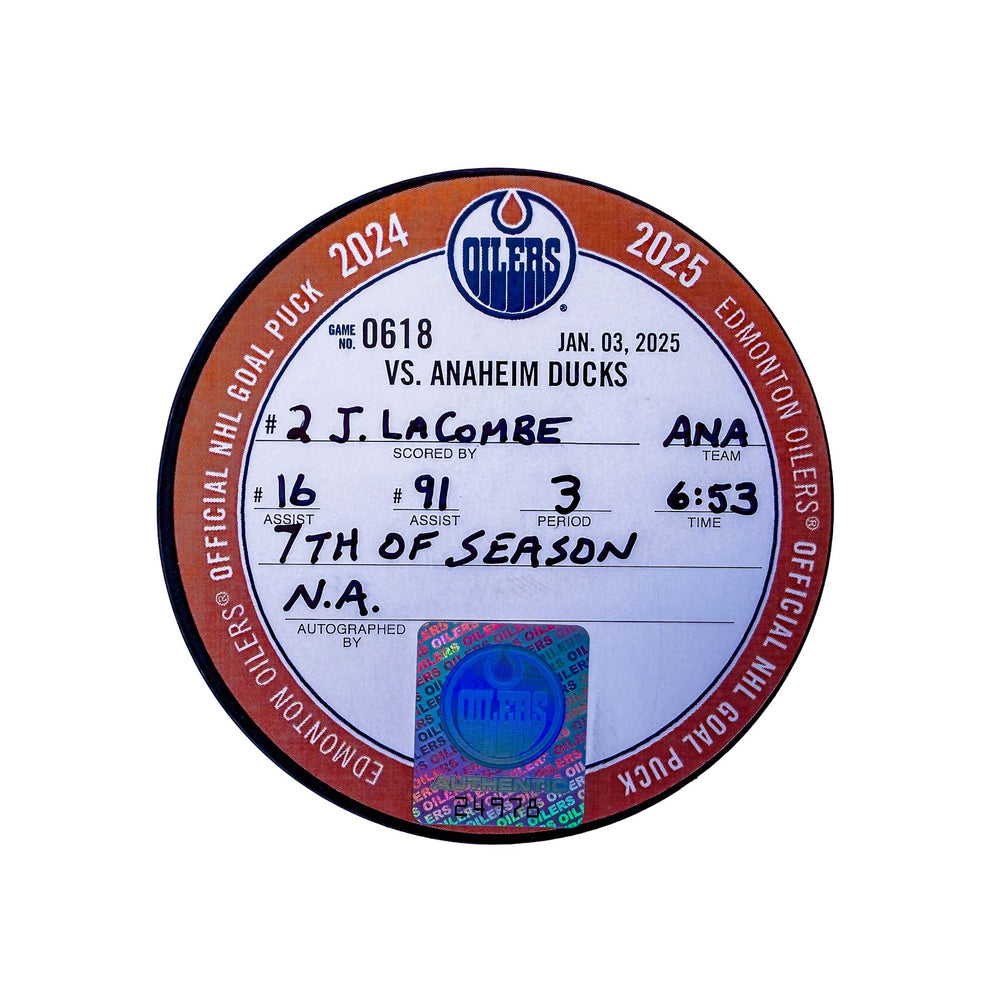 2024 2025
OILERS®
EDMONTON OILERS® OFFICIAL NHL GOAL PUCK
EDMONTON OILERS® OFFICIAL NHL GOAL PUCK
GAME NO. 0618 JAN. 03, 2025
VS. ANAHEIM DUCKS
# 2 J. LACOMBE ANA
SCORED BY TEAM
# 16 # 91 3 6:53
ASSIST ASSIST PERIOD TIME
7TH OF SEASON
N.A.
AUTOGRAPHED BY
OILERS
AUTHENTIC
24978